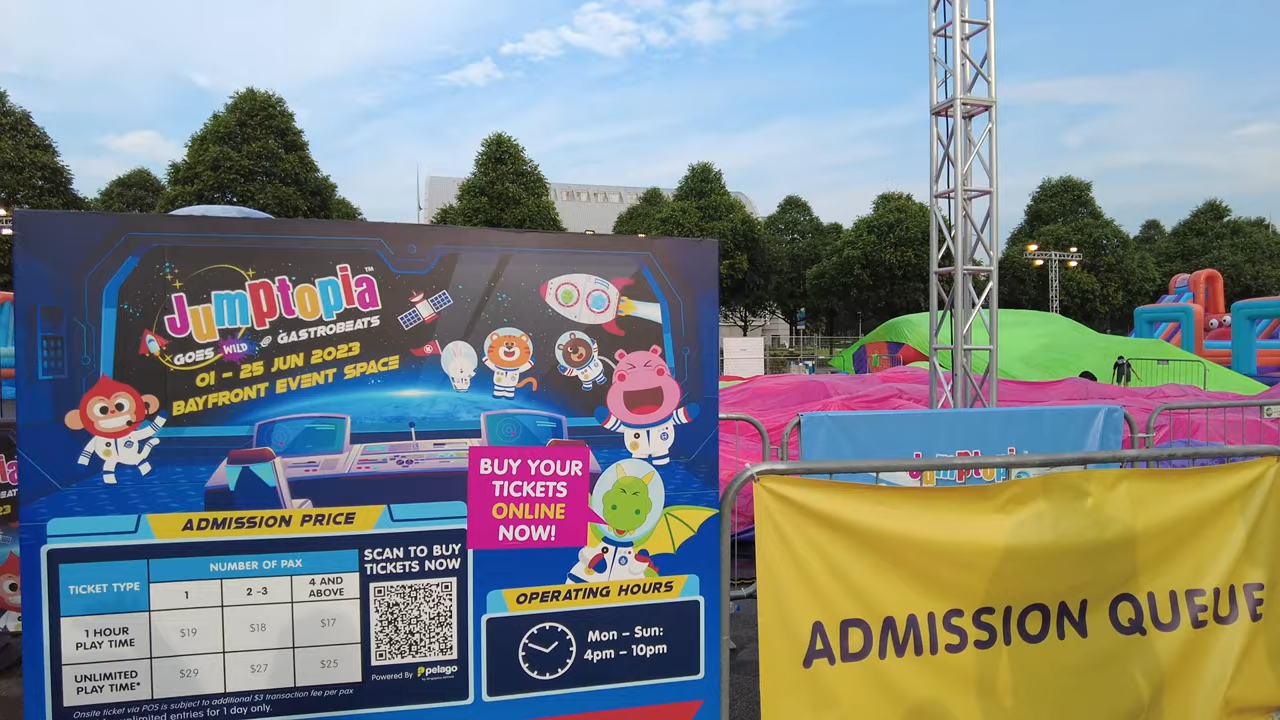 Jumptopia™
GOES WILD @ GASTROBEATS
01 - 25 JUN 2023
BAYFRONT EVENT SPACE
BUY YOUR
TICKETS
ONLINE
NOW!
ADMISSION PRICE
TICKET TYPE
NUMBER OF PAX
1
2 -3
4 AND
ABOVE
1 HOUR
PLAY TIME
$19
$18
$17
UNLIMITED
PLAY TIME*
$29
$27
$25
SCAN TO BUY
TICKETS NOW
Powered By pelago
Onsite ticket via POS is subject to additional $3 transaction fee per pax
unlimited entries for 1 day only.
OPERATING HOURS
Mon – Sun:
4pm – 10pm
Jumptopia
ADMISSION QUEUE